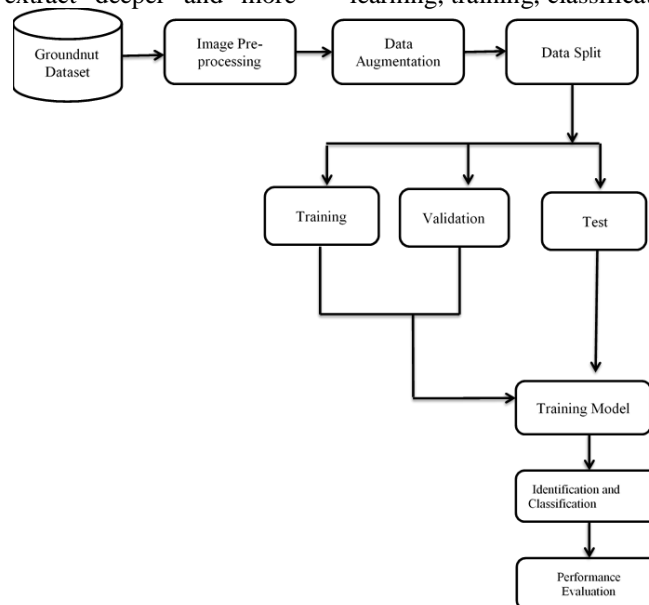 extract deeper and more
learning, training, classificat
Groundnut
Dataset
Image Pre-
processing
Data
Augmentation
Data Split
Training
Validation
Test
Training Model
Identification and
Classification
Performance
Evaluation